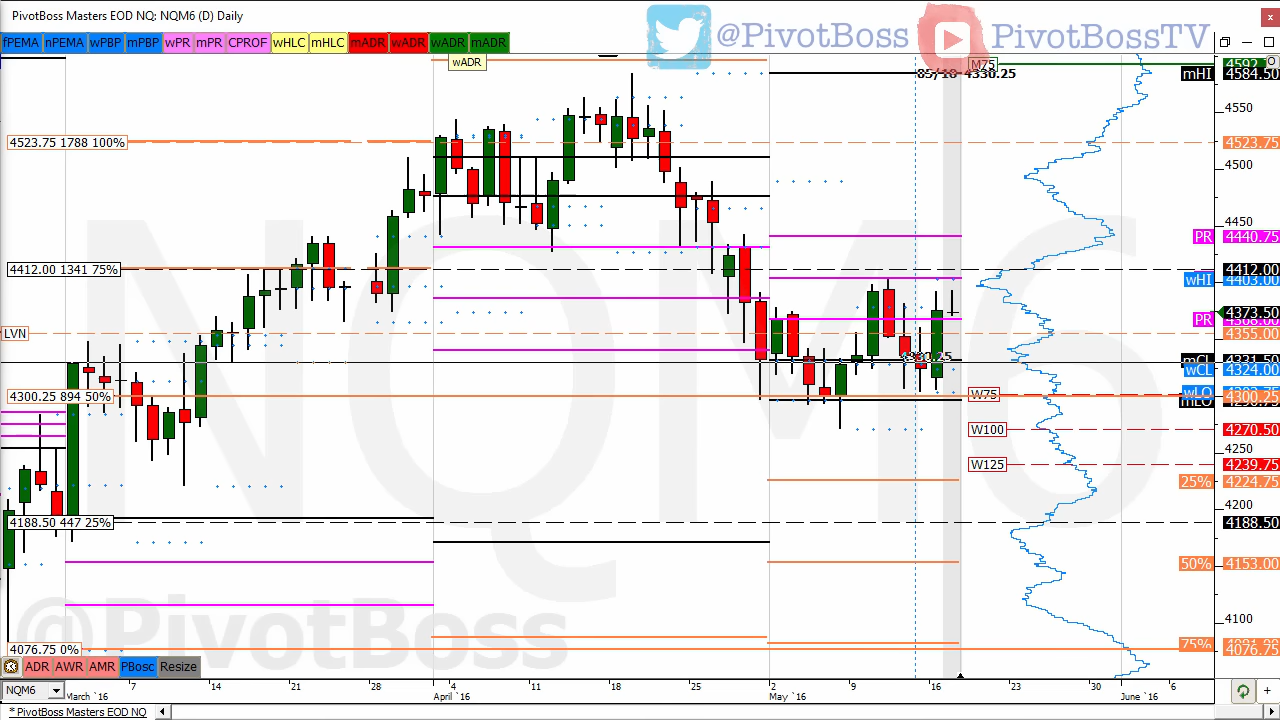 PivotBoss Masters EOD NQ: NQM6 (D) Daily
fPEMA nPEMA wPBP mPBP wPR mPR CPROF wHLC mHLC mADR wADR wADR mADR
@PivotBoss PivotBossTV
wADR
M75
05/18 4330.25
mHI 4584.50
4550
4523.75 1788 100%
4523.75
4500
4450
PR 4440.75
4412.00 1341 75%
4412.00
wHI 4403.00
4373.50
PR
LVN
4355.00
mCL 4331.50
wCL 4324.00
4300.25 894 50%
W75
wLO
4300.25
mLO
W100
4270.50
4250
W125
4239.75
25% 4224.75
4200
4188.50 447 25%
4188.50
50% 4153.00
4100
75%
4076.75 0%
4076.75
NQM6
@PivotBoss
ADR AWR AMR PBosc Resize
NQM6
March `16 7 14 21 28 April `16 4 11 18 25 May `16 2 9 16 23 30 June `16 6
* PivotBoss Masters EOD NQ